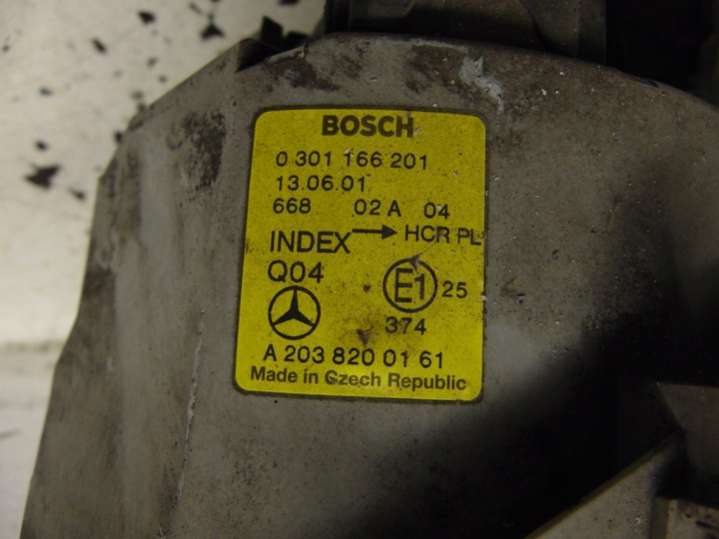 BOSCH
0 301 166 201
13.06.01
668 02 A 04
INDEX → HCR PL
Q04
E1 25
374
A 203 820 01 61
Made in Czech Republic